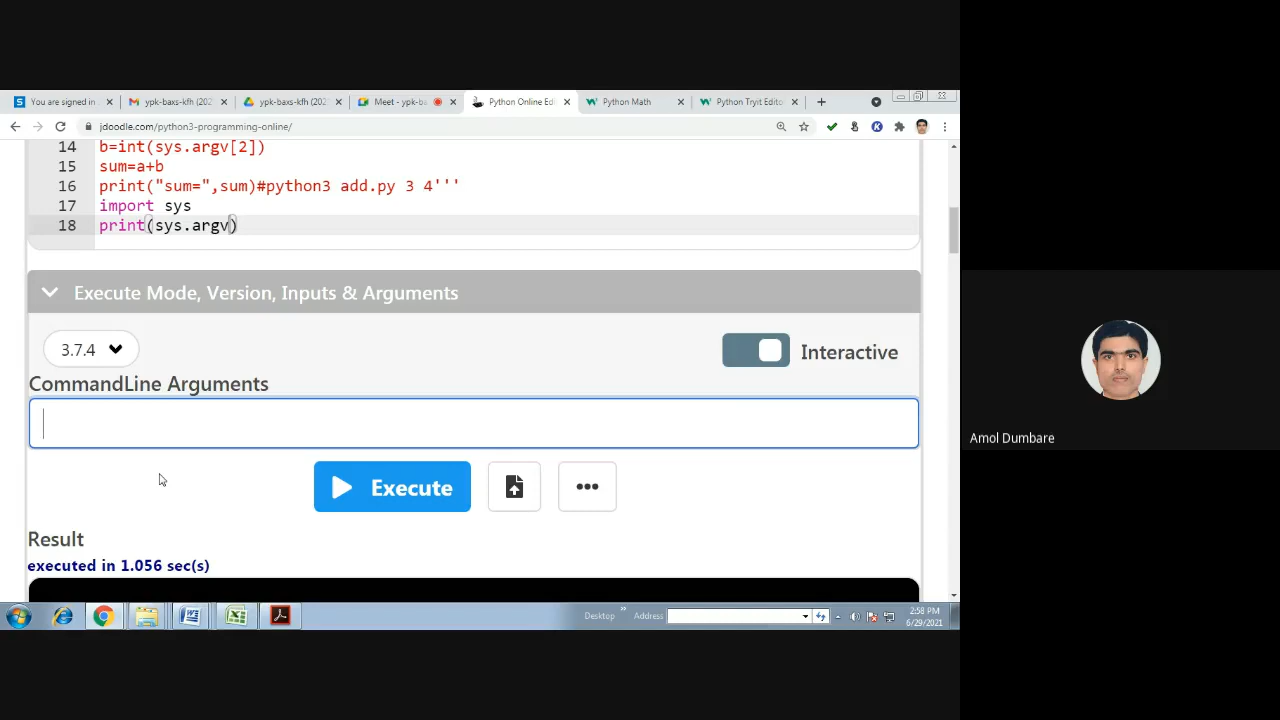 You are signed in
ypk-baxs-kfh (202
ypk-baxs-kfh (202
Meet - ypk-ba
Python Online Edi
Python Math
Python Tryit Edito
jdoodle.com/python3-programming-online/
14 b=int(sys.argv[2])
15 sum=a+b
16 print("sum=",sum)#python3 add.py 3 4'''
17 import sys
18 print(sys.argv)
Execute Mode, Version, Inputs & Arguments
3.7.4
Interactive
CommandLine Arguments
Execute
Result
executed in 1.056 sec(s)
Amol Dumbare
Desktop
Address
2:58 PM
6/29/2021